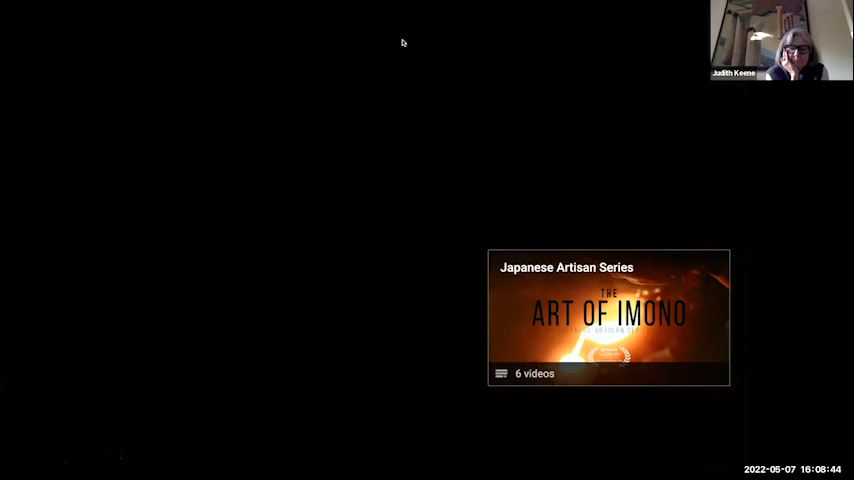 Judith Keene
Japanese Artisan Series
THE
ART OF IMONO
6 videos
2022-05-07 16:08:44